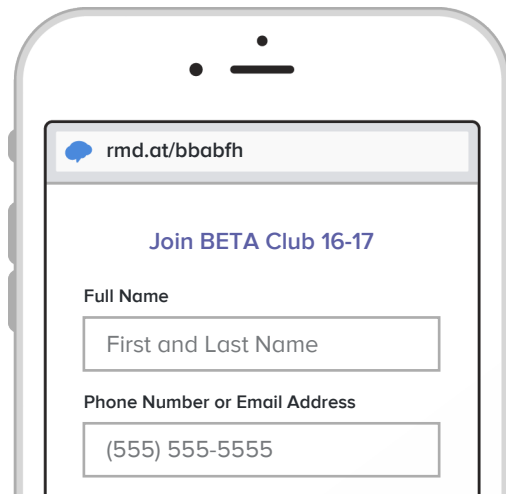 rmd.at/bbabfh
Join BETA Club 16-17
Full Name
First and Last Name
Phone Number or Email Address
(555) 555-5555